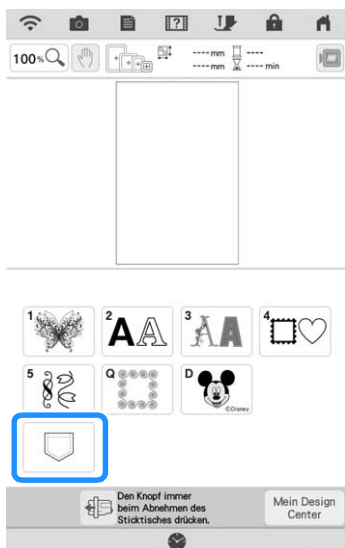 100%
---- mm ----
---- mm ---- min
1
2 AA
3 AA
4
5
Q
D
©Disney
Den Knopf immer
beim Abnehmen des
Sticktisches drücken.
Mein Design
Center